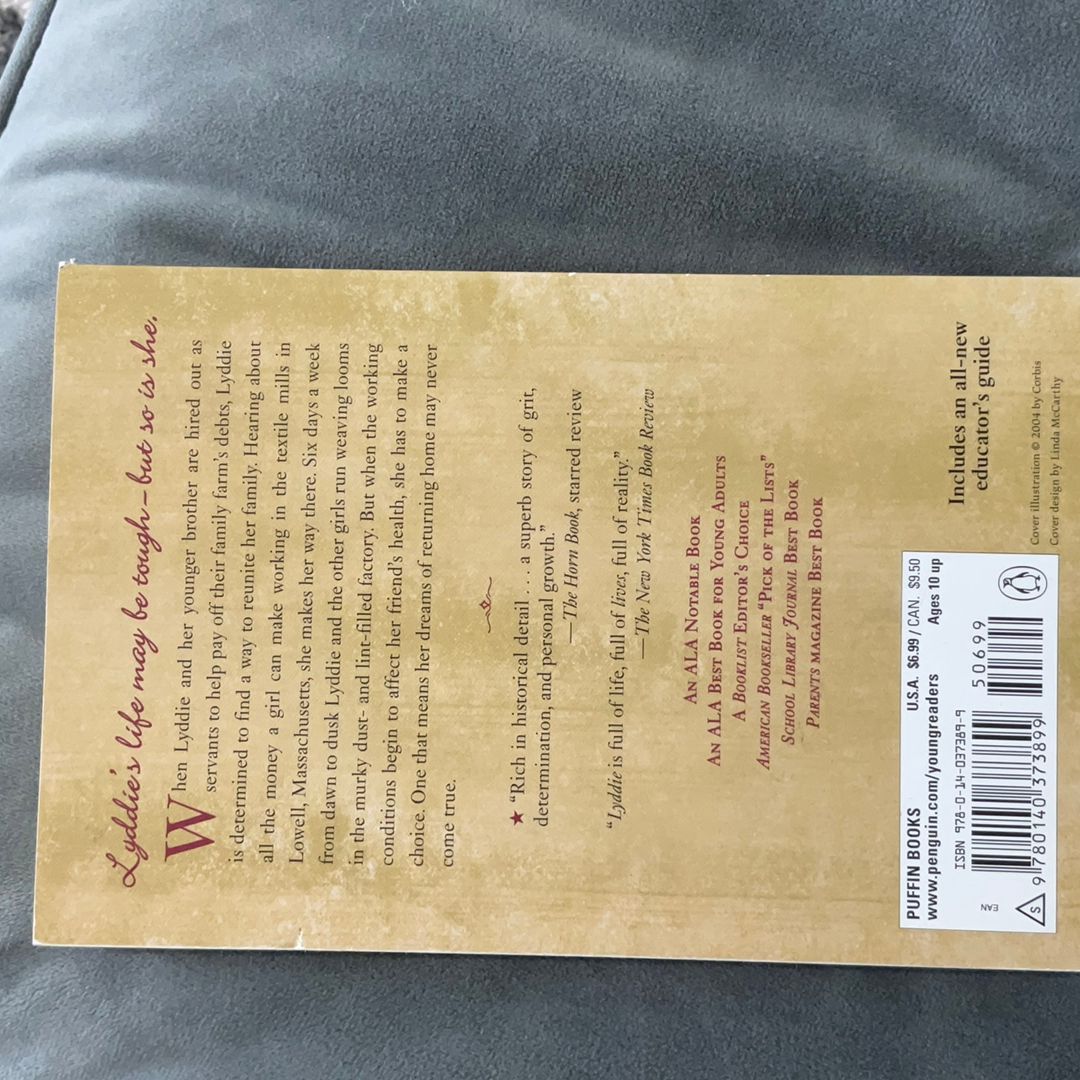 Lyddie's life may be tough–but so is she.
When Lyddie and her younger brother are hired out as
servants to help pay off their family farm's debts, Lyddie
is determined to find a way to reunite her family. Hearing about
all the money a girl can make working in the textile mills in
Lowell, Massachusetts, she makes her way there. Six days a week
from dawn to dusk Lyddie and the other girls run weaving looms
in the murky dust- and lint-filled factory. But when the working
conditions begin to affect her friend's health, she has to make a
choice. One that means her dreams of returning home may never
come true.
★ “Rich in historical detail . . . a superb story of grit,
determination, and personal growth.”
—The Horn Book, starred review
“Lyddie is full of life, full of lives, full of reality.”
—The New York Times Book Review
An ALA Notable Book
An ALA Best Book for Young Adults
A Booklist Editor's Choice
American Bookseller “Pick of the Lists”
School Library Journal Best Book
Parents magazine Best Book
Includes an all-new
educator's guide
Cover illustration © 2004 by Corbis
Cover design by Linda McCarthy
PUFFIN BOOKS
www.penguin.com/youngreaders
U.S.A. $6.99 / CAN. $9.50
Ages 10 up
ISBN 978-0-14-037389-9
50699
EAN
S
9 780140 373899